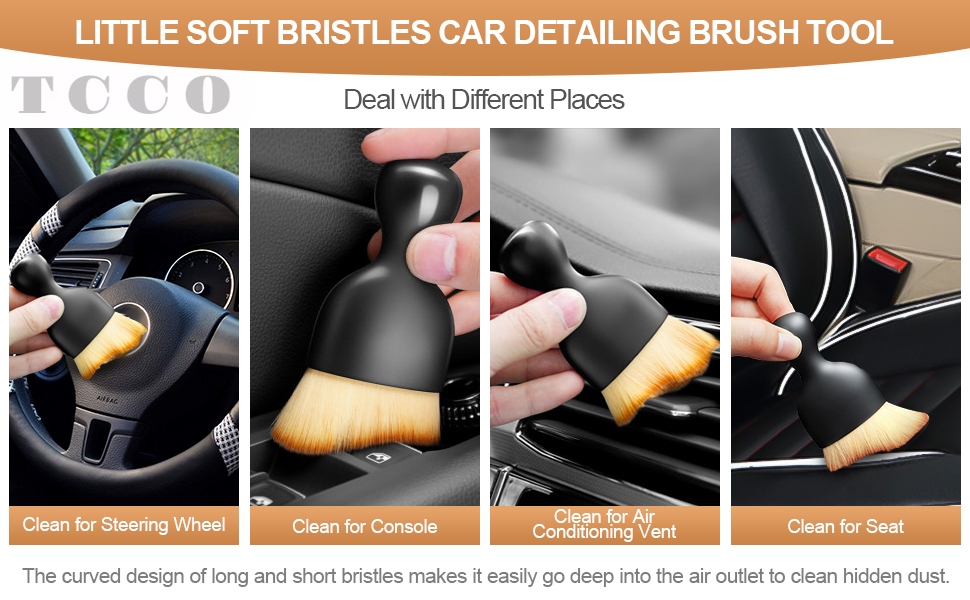 LITTLE SOFT BRISTLES CAR DETAILING BRUSH TOOL
TCCO
Deal with Different Places
AIRBAG
Clean for Steering Wheel
Clean for Console
Clean for Air
Conditioning Vent
Clean for Seat
The curved design of long and short bristles makes it easily go deep into the air outlet to clean hidden dust.